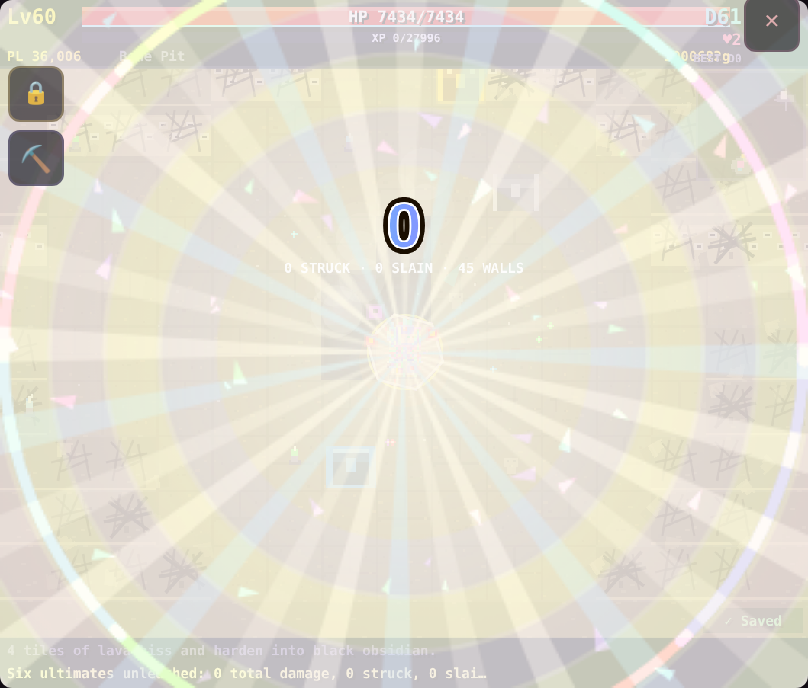 Lv60
HP 7434/7434
D61
XP 0/27996
♥2
PL 36,006
Pit
0
0 STRUCK · 0 SLAIN · 45 WALLS
✓ Saved
4 tiles of lava hiss and harden into black obsidian.
Six ultimates unleashed: 0 total damage, 0 struck, 0 slai…